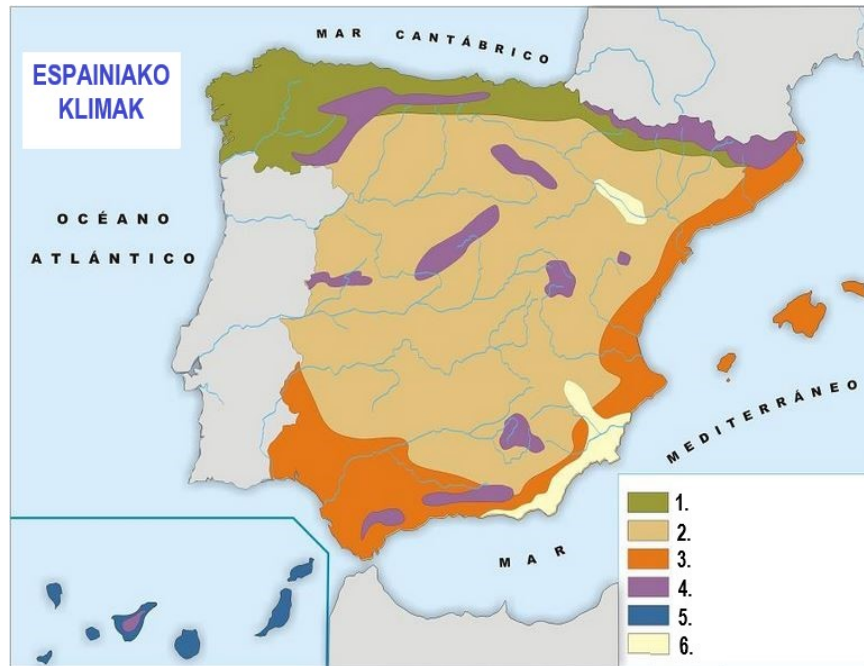 MAR CANTÁBRICO
ESPAINIAKO
KLIMAK
OCÉANO
ATLÁNTICO
MEDITERRÁNEO
MAR
1.
2.
3.
4.
5.
6.